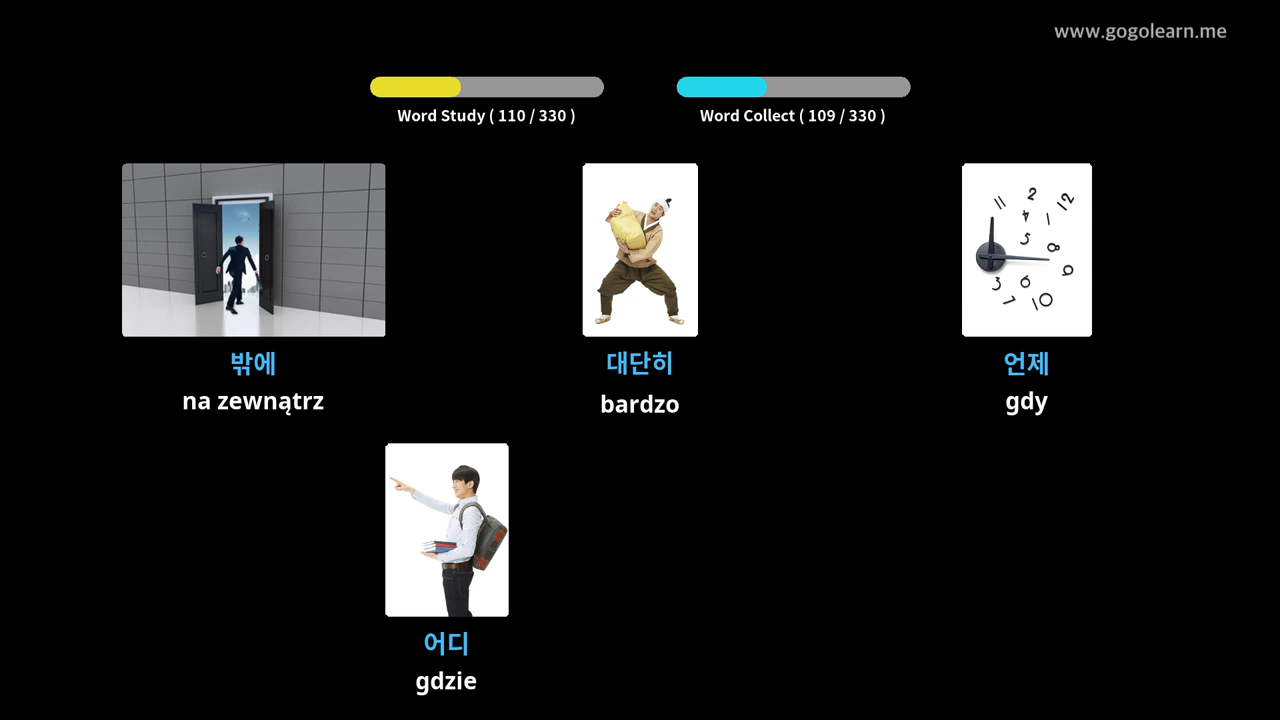 www.gogolearn.me
Word Study ( 110 / 330 )
Word Collect ( 109 / 330 )
밖에
na zewnątrz
대단히
bardzo
언제
gdy
어디
gdzie